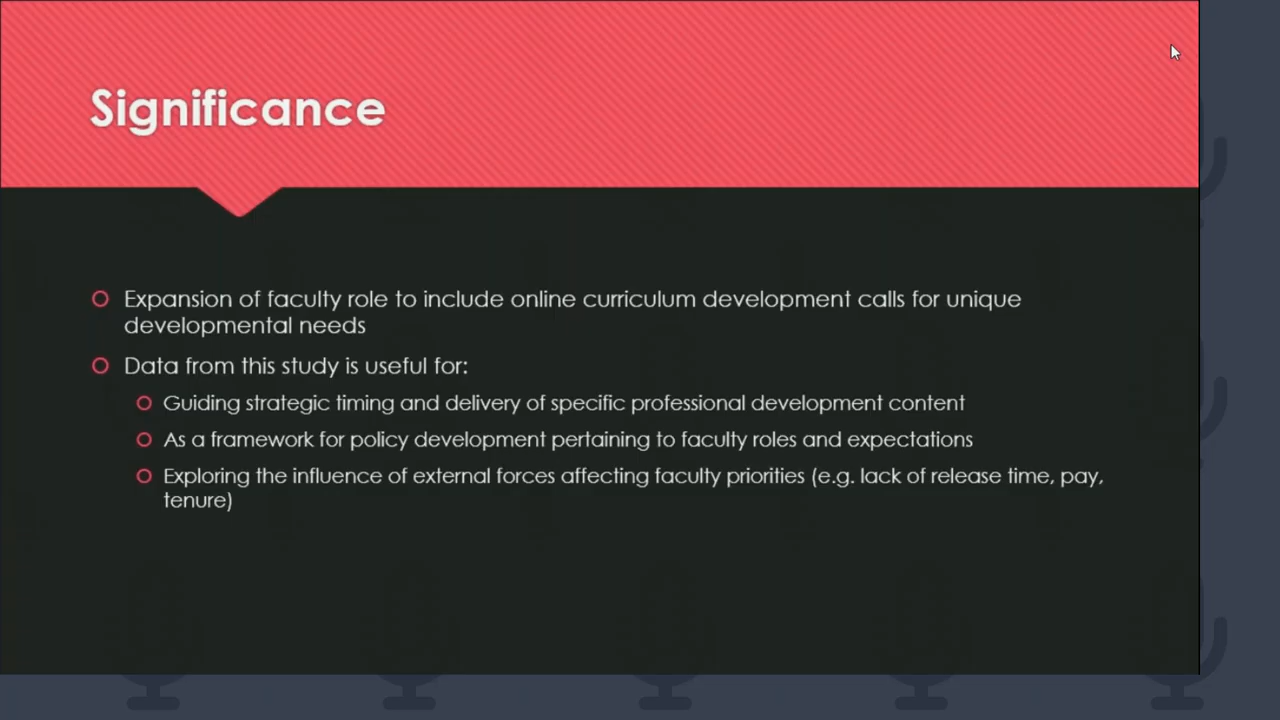 Significance
Expansion of faculty role to include online curriculum development calls for unique
developmental needs
Data from this study is useful for:
Guiding strategic timing and delivery of specific professional development content
As a framework for policy development pertaining to faculty roles and expectations
Exploring the influence of external forces affecting faculty priorities (e.g. lack of release time, pay,
tenure)